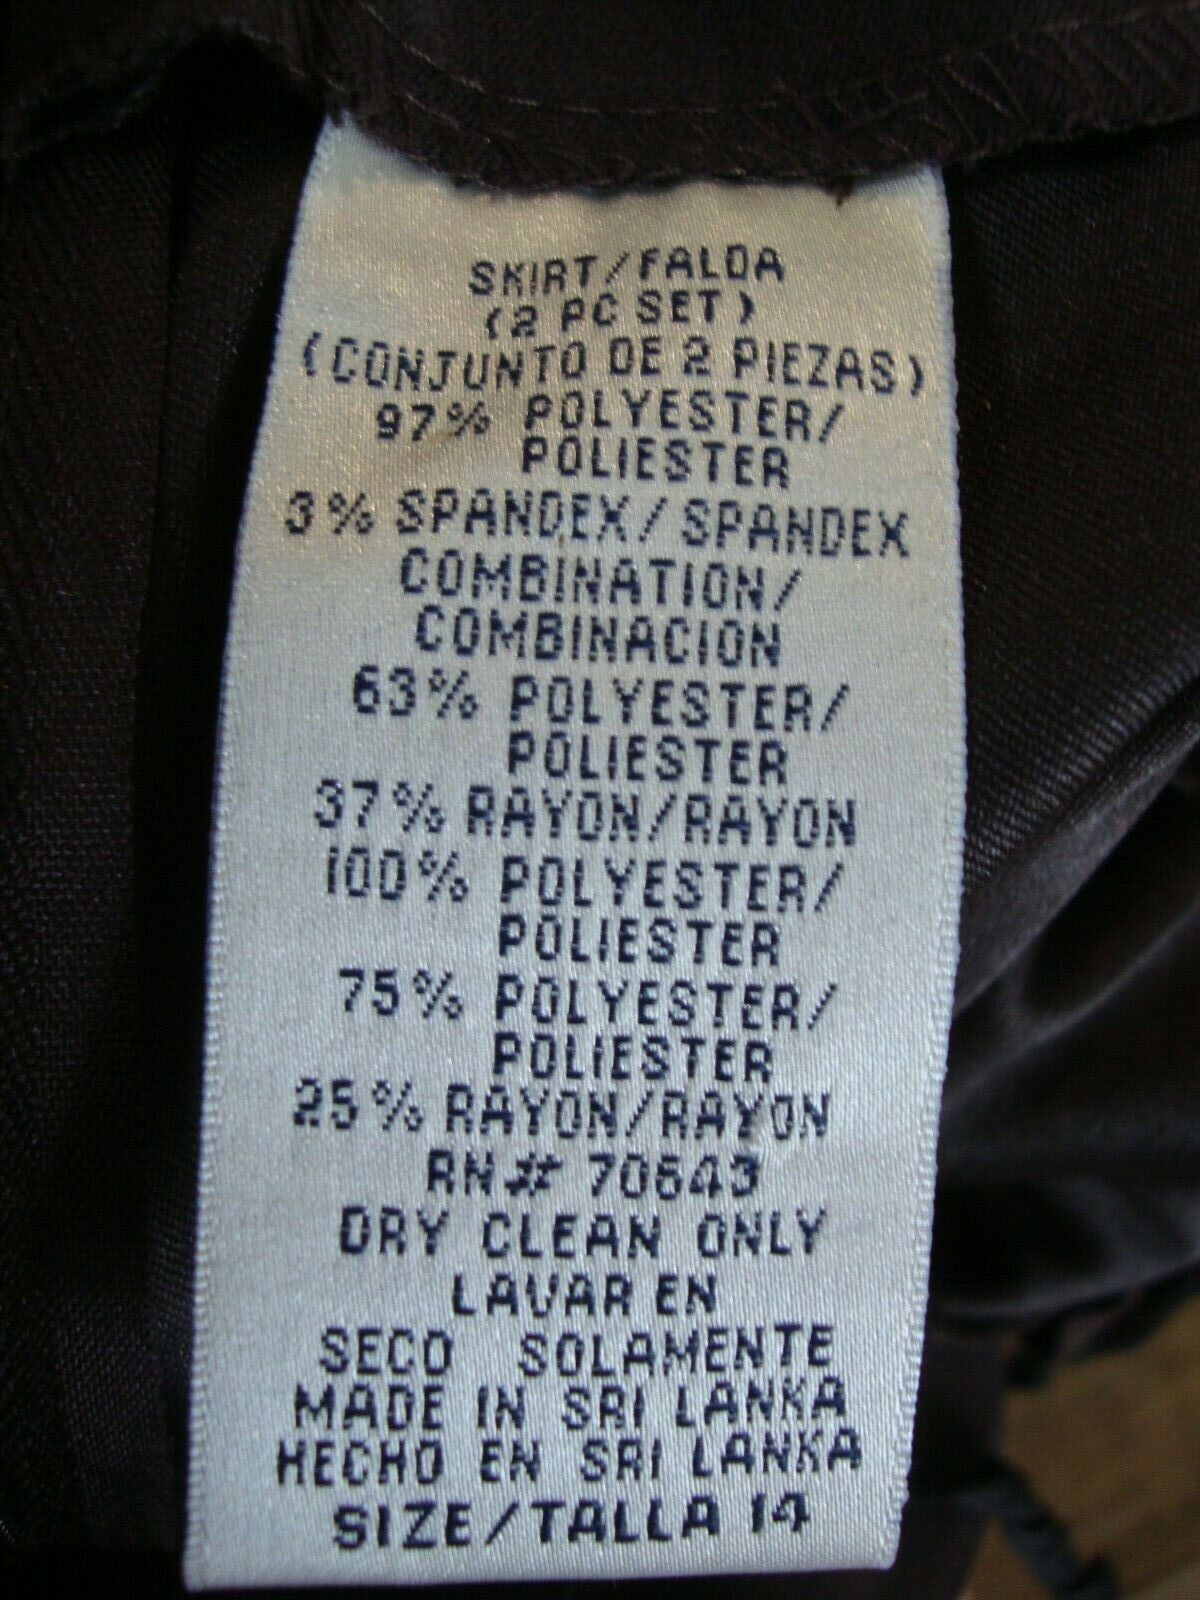 SKIRT/FALDA
(2 PC SET)
(CONJUNTO DE 2 PIEZAS)
97% POLYESTER/
POLIESTER
3% SPANDEX/SPANDEX
COMBINATION/
COMBINACION
63% POLYESTER/
POLIESTER
37% RAYON/RAYON
100% POLYESTER/
POLIESTER
75% POLYESTER/
POLIESTER
25% RAYON/RAYON
RN# 70643
DRY CLEAN ONLY
LAVAR EN
SECO SOLAMENTE
MADE IN SRI LANKA
HECHO EN SRI LANKA
SIZE/TALLA 14